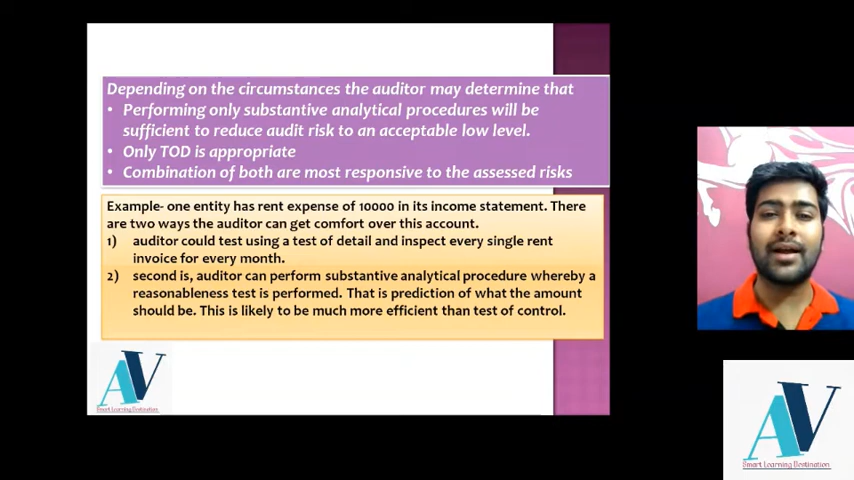 Depending on the circumstances the auditor may determine that
• Performing only substantive analytical procedures will be
sufficient to reduce audit risk to an acceptable low level.
• Only TOD is appropriate
• Combination of both are most responsive to the assessed risks
Example- one entity has rent expense of 10000 in its income statement. There
are two ways the auditor can get comfort over this account.
1) auditor could test using a test of detail and inspect every single rent
invoice for every month.
2) second is, auditor can perform substantive analytical procedure whereby a
reasonableness test is performed. That is prediction of what the amount
should be. This is likely to be much more efficient than test of control.
AV
Smart Learning Destination
AV
Smart Learning Destination